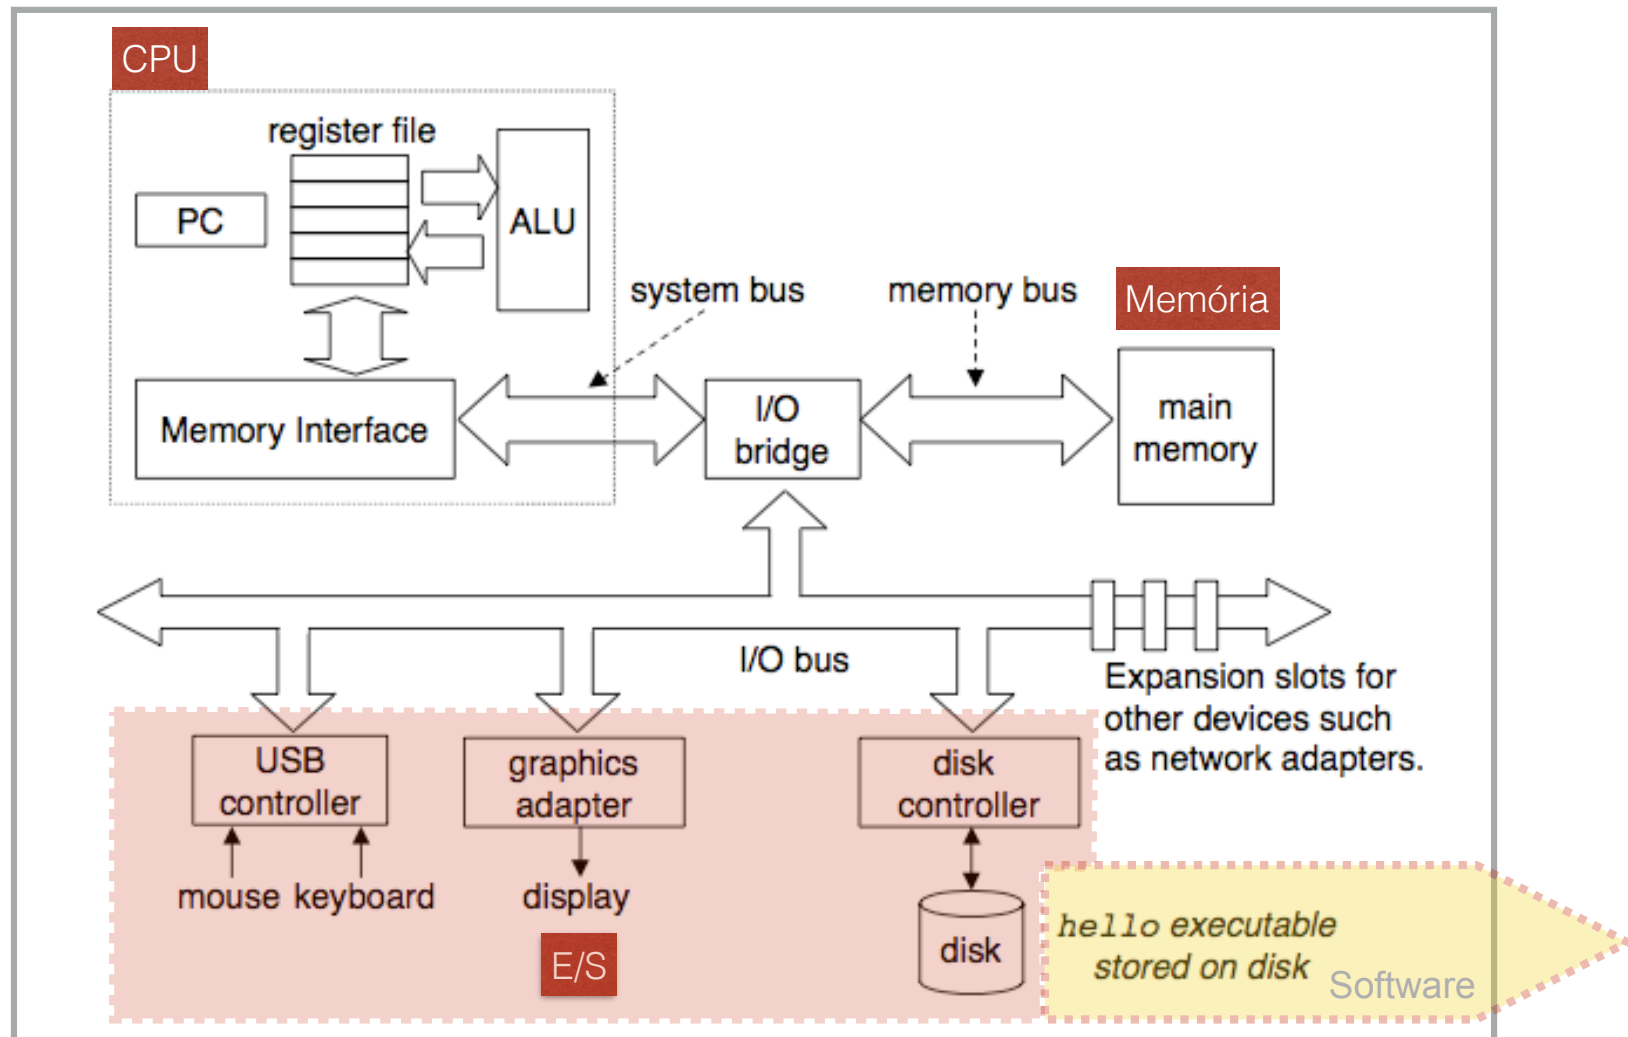 CPU
register file
PC
ALU
system bus
memory bus
Memória
Memory Interface
I/O
bridge
main
memory
I/O bus
Expansion slots for
other devices such
as network adapters.
USB
controller
graphics
adapter
disk
controller
mouse keyboard
display
disk
E/S
hello executable
stored on disk
Software